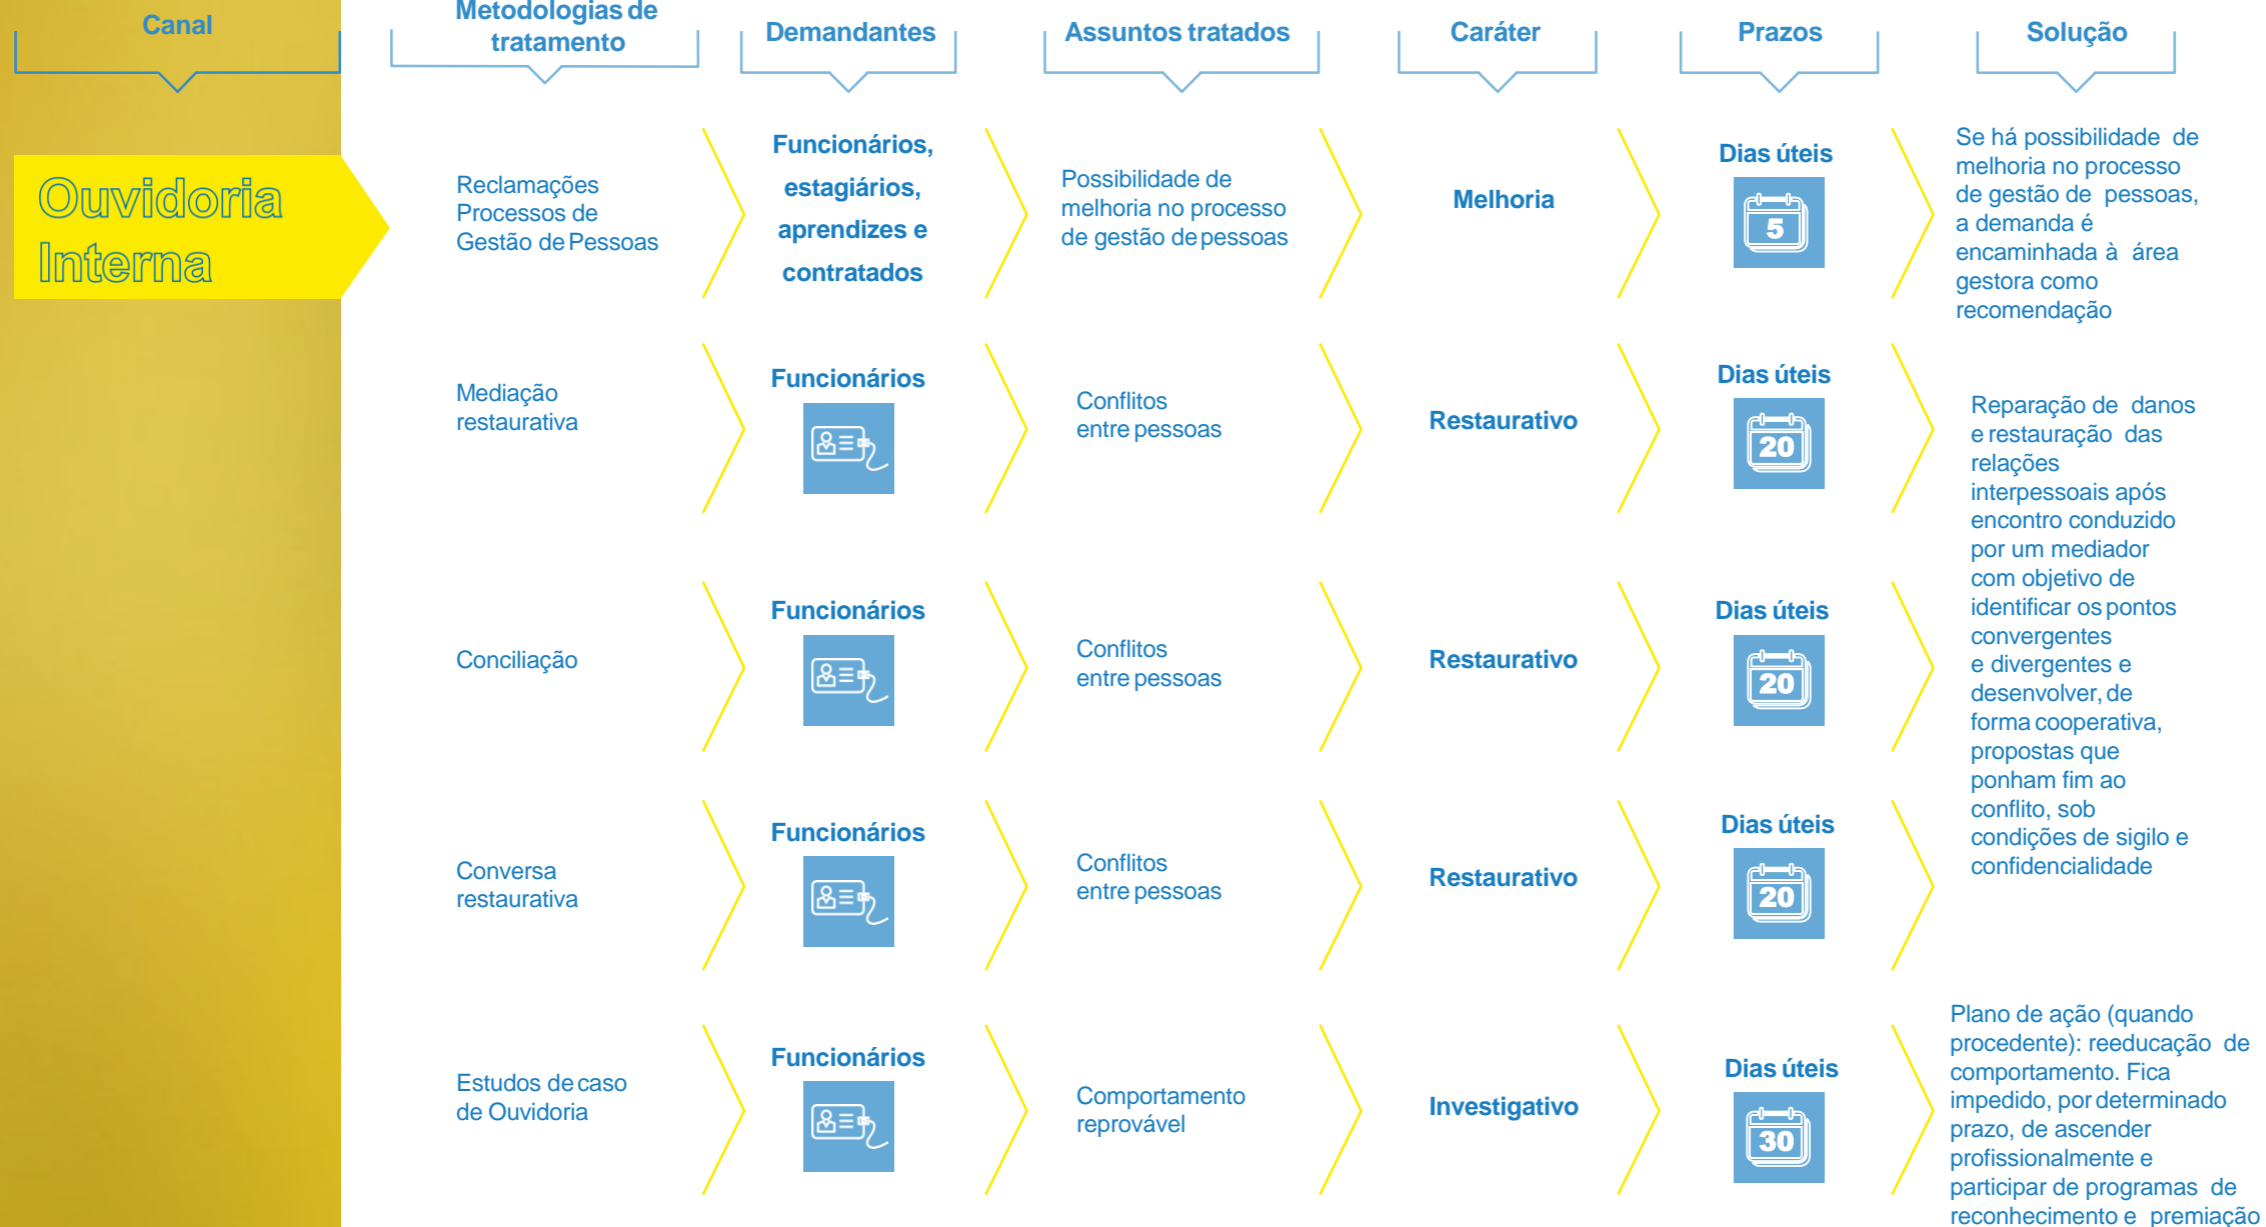 Canal
Metodologias de
tratamento
Demandantes
Assuntos tratados
Caráter
Prazos
Solução
Ouvidoria
Interna
Reclamações
Processos de
Gestão de Pessoas
Funcionários,
estagiários,
aprendizes e
contratados
Possibilidade de
melhoria no processo
de gestão de pessoas
Melhoria
Dias úteis
5
Se há possibilidade de
melhoria no processo
de gestão de pessoas,
a demanda é
encaminhada à área
gestora como
recomendação
Mediação
restaurativa
Funcionários
Conflitos
entre pessoas
Restaurativo
Dias úteis
20
Reparação de danos
e restauração das
relações
interpessoais após
encontro conduzido
por um mediador
com objetivo de
identificar os pontos
convergentes
e divergentes e
desenvolver, de
forma cooperativa,
propostas que
ponham fim ao
conflito, sob
condições de sigilo e
confidencialidade
Conciliação
Funcionários
Conflitos
entre pessoas
Restaurativo
Dias úteis
20
Conversa
restaurativa
Funcionários
Conflitos
entre pessoas
Restaurativo
Dias úteis
20
Estudos de caso
de Ouvidoria
Funcionários
Comportamento
reprovável
Investigativo
Dias úteis
30
Plano de ação (quando
procedente): reeducação de
comportamento. Fica
impedido, por determinado
prazo, de ascender
profissionalmente e
participar de programas de
reconhecimento e premiação